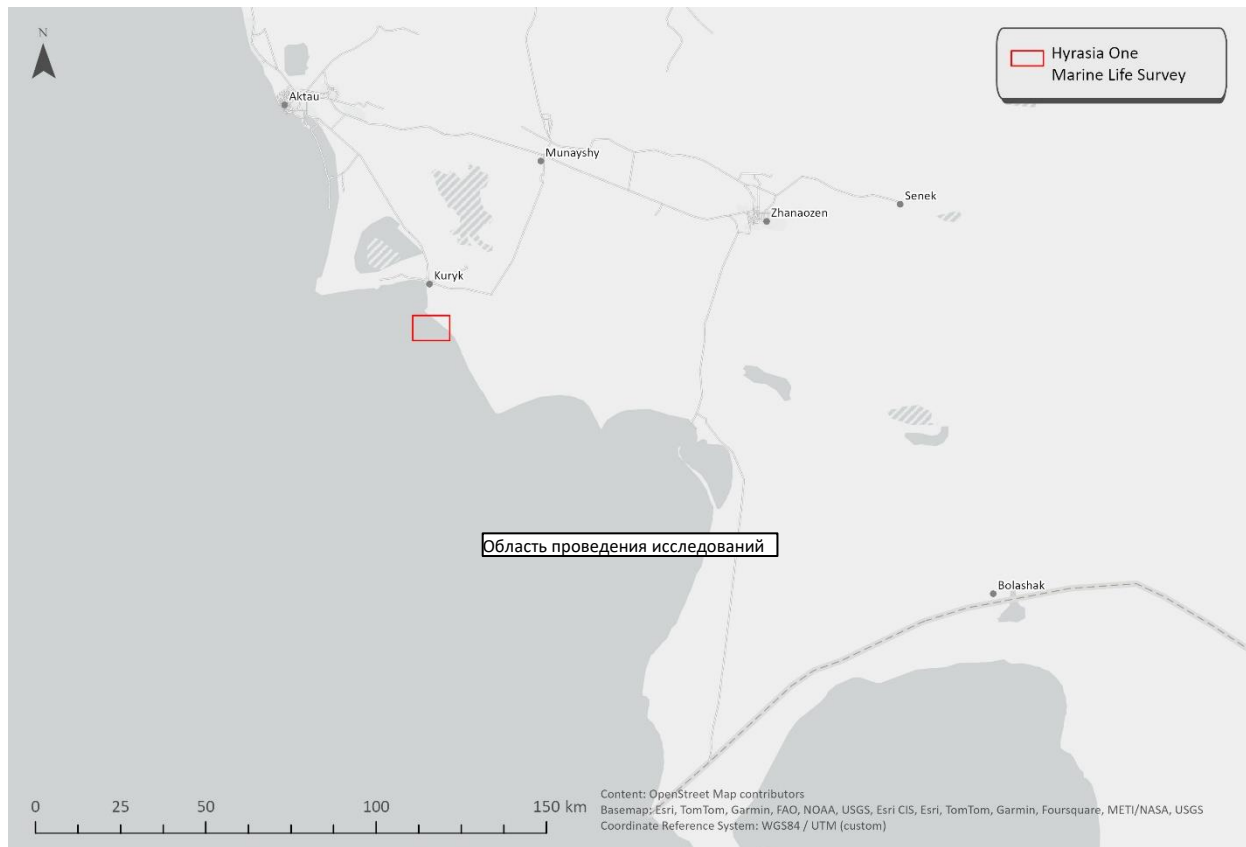 N
Hyrasia One
Marine Life Survey
Aktau
Munayshy
Senek
Zhanaozen
Kuryk
Область проведения исследований
Bolashak
0 25 50 100 150 km
Content: OpenStreet Map contributors
Basemap: Esri, TomTom, Garmin, FAO, NOAA, USGS, Esri CIS, Esri, TomTom, Garmin, Foursquare, METI/NASA, USGS
Coordinate Reference System: WGS84 / UTM (custom)